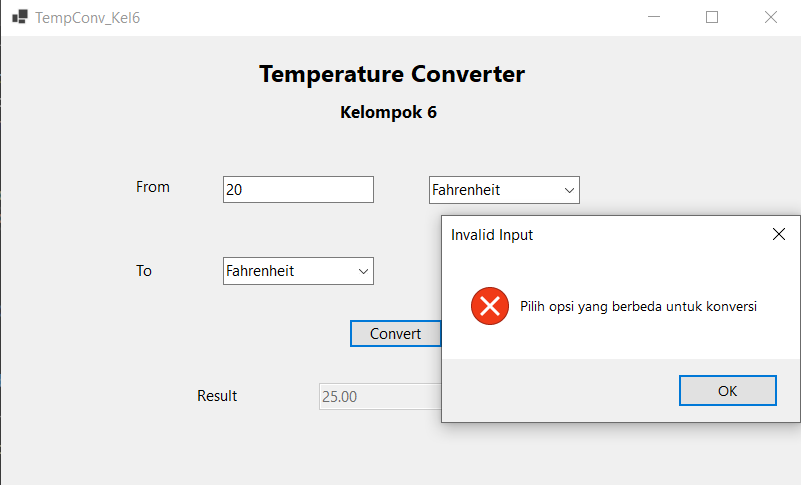 TempConv_Kel6
Temperature Converter
Kelompok 6
From 20 Fahrenheit
Invalid Input
To Fahrenheit
Pilih opsi yang berbeda untuk konversi
Convert
OK
Result 25.00